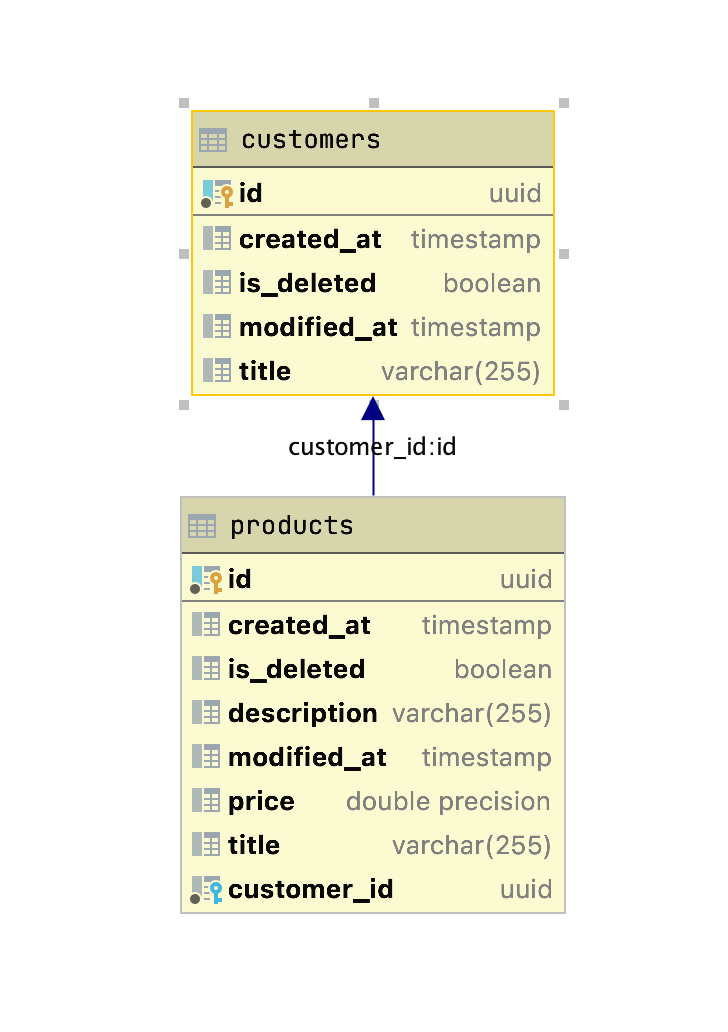 customers
id uuid
created_at timestamp
is_deleted boolean
modified_at timestamp
title varchar(255)
customer_id:id
products
id uuid
created_at timestamp
is_deleted boolean
description varchar(255)
modified_at timestamp
price double precision
title varchar(255)
customer_id uuid